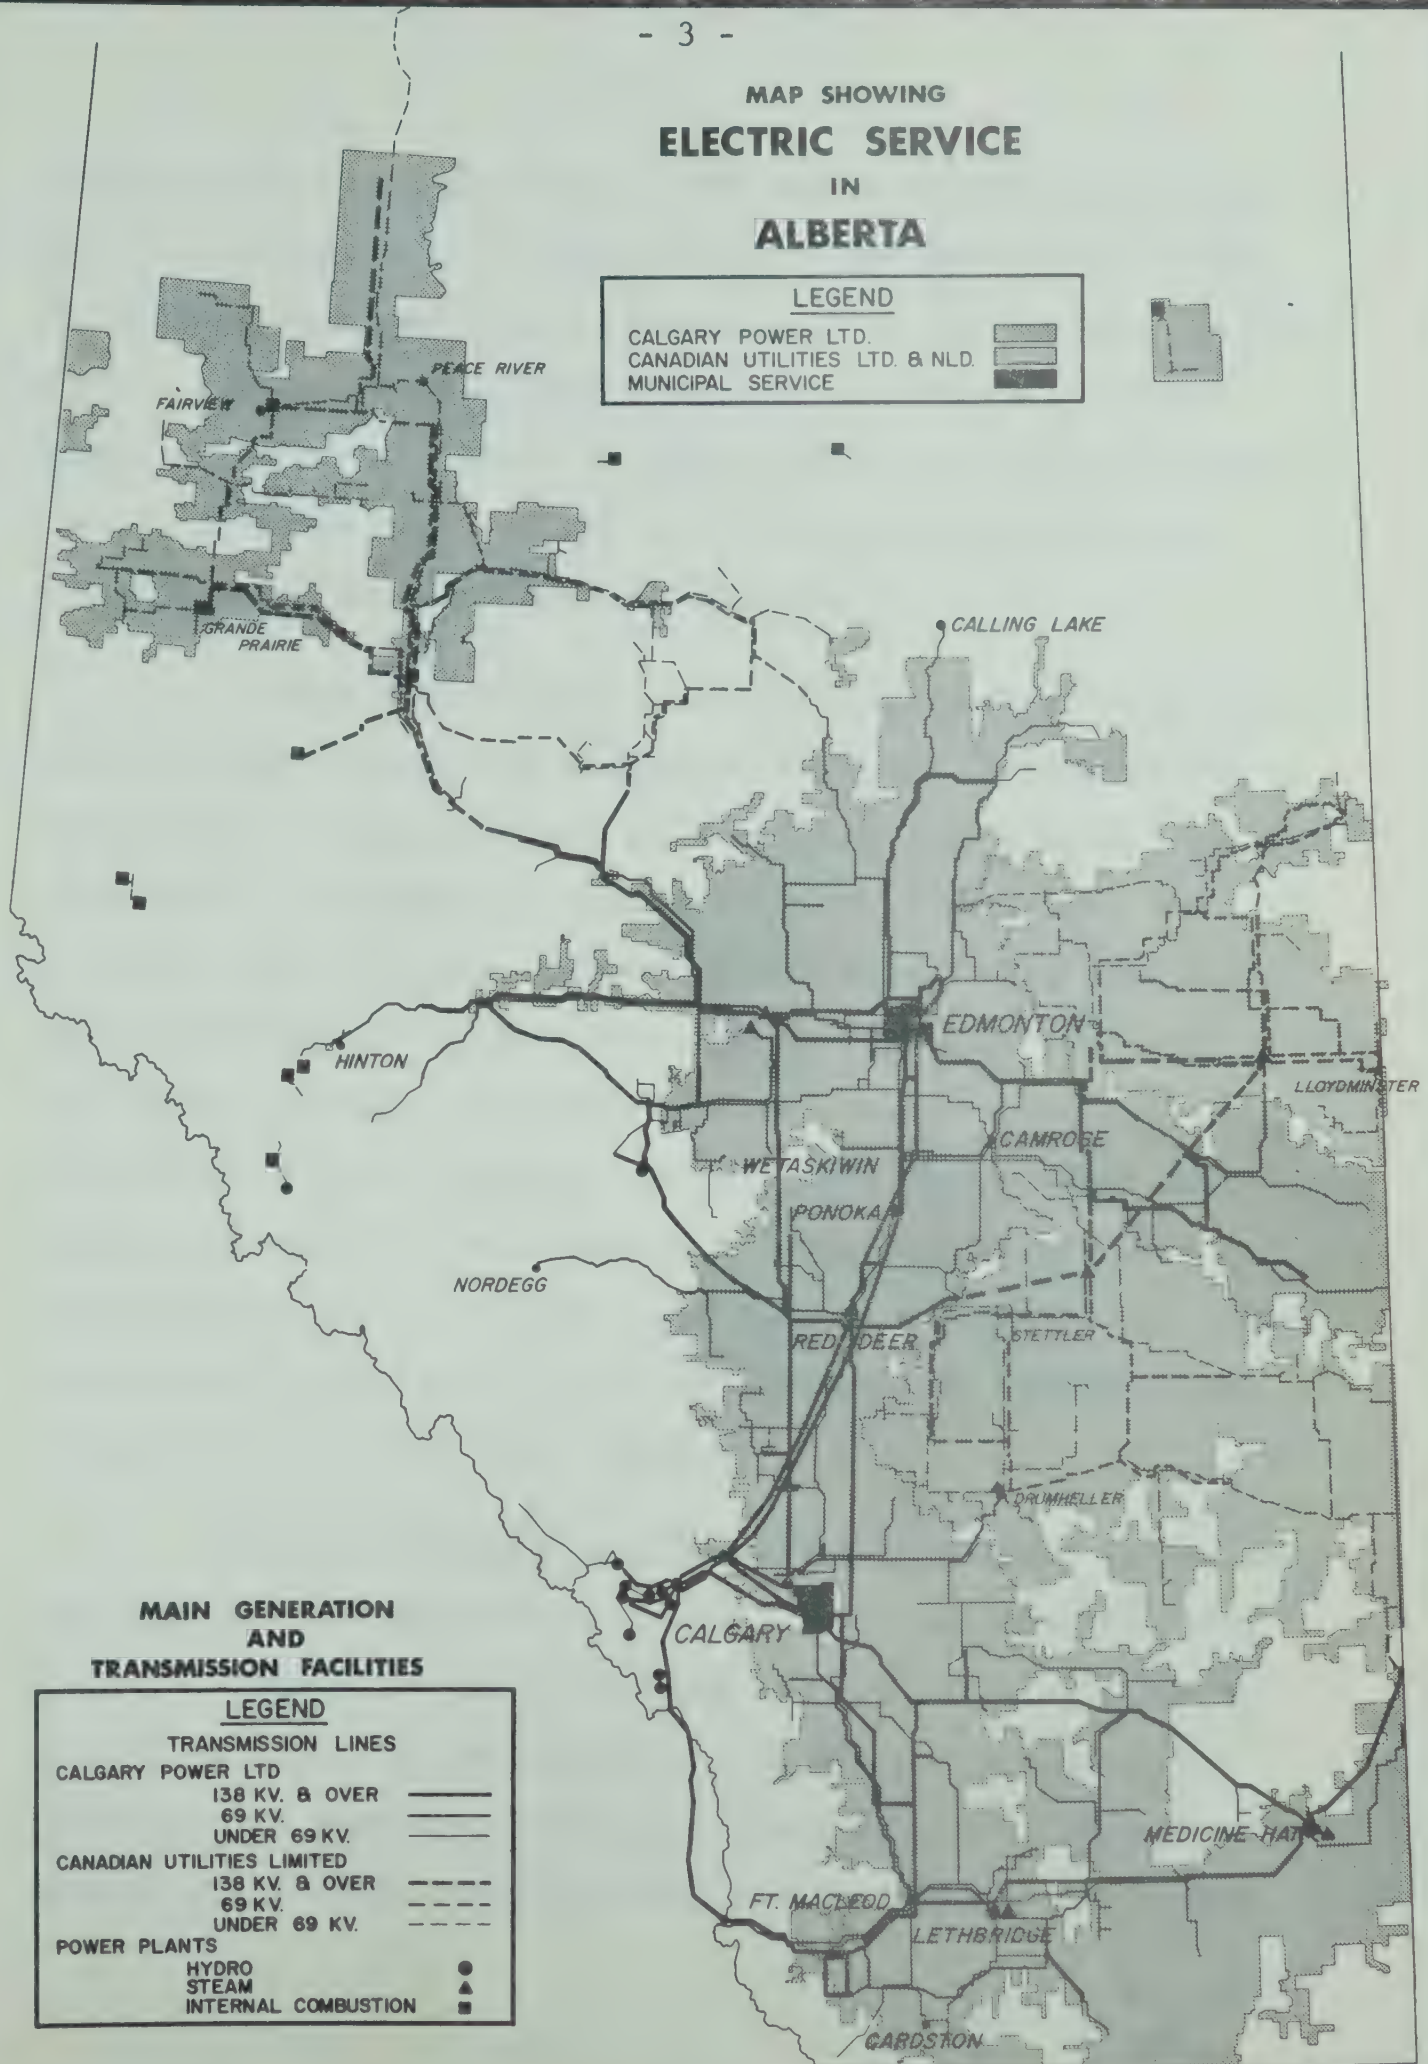 - 3 -
MAP SHOWING
ELECTRIC SERVICE
IN
ALBERTA
LEGEND
CALGARY POWER LTD.
CANADIAN UTILITIES LTD. & NLD.
MUNICIPAL SERVICE
PEACE RIVER
FAIRVIEW
GRANDE
PRAIRIE
CALLING LAKE
EDMONTON
HINTON
LLOYDMINSTER
CAMROSE
WETASKIWIN
PONOKA
NORDEGG
RED DEER
STETTLER
DRUMHELLER
CALGARY
MEDICINE HAT
FT. MACLEOD
LETHBRIDGE
CARDSTON
MAIN GENERATION
AND
TRANSMISSION FACILITIES
LEGEND
TRANSMISSION LINES
CALGARY POWER LTD
138 KV. & OVER
69 KV.
UNDER 69 KV.
CANADIAN UTILITIES LIMITED
138 KV. & OVER
69 KV.
UNDER 69 KV.
POWER PLANTS
HYDRO
STEAM
INTERNAL COMBUSTION